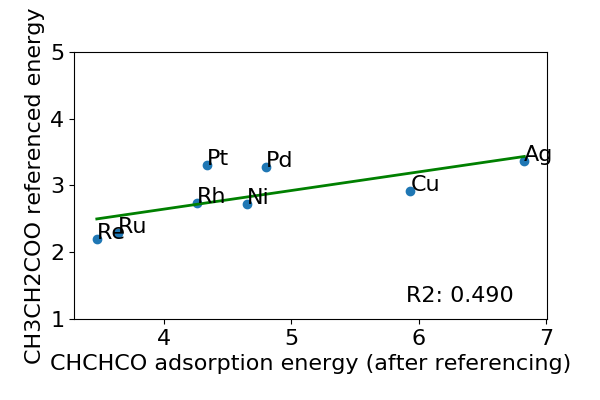 CH3CH2COO referenced energy
5
4
3
2
1
Pt
Pd
Ag
Rh
Ni
Cu
Re
Ru
R2: 0.490
4
5
6
7
CHCHCO adsorption energy (after referencing)